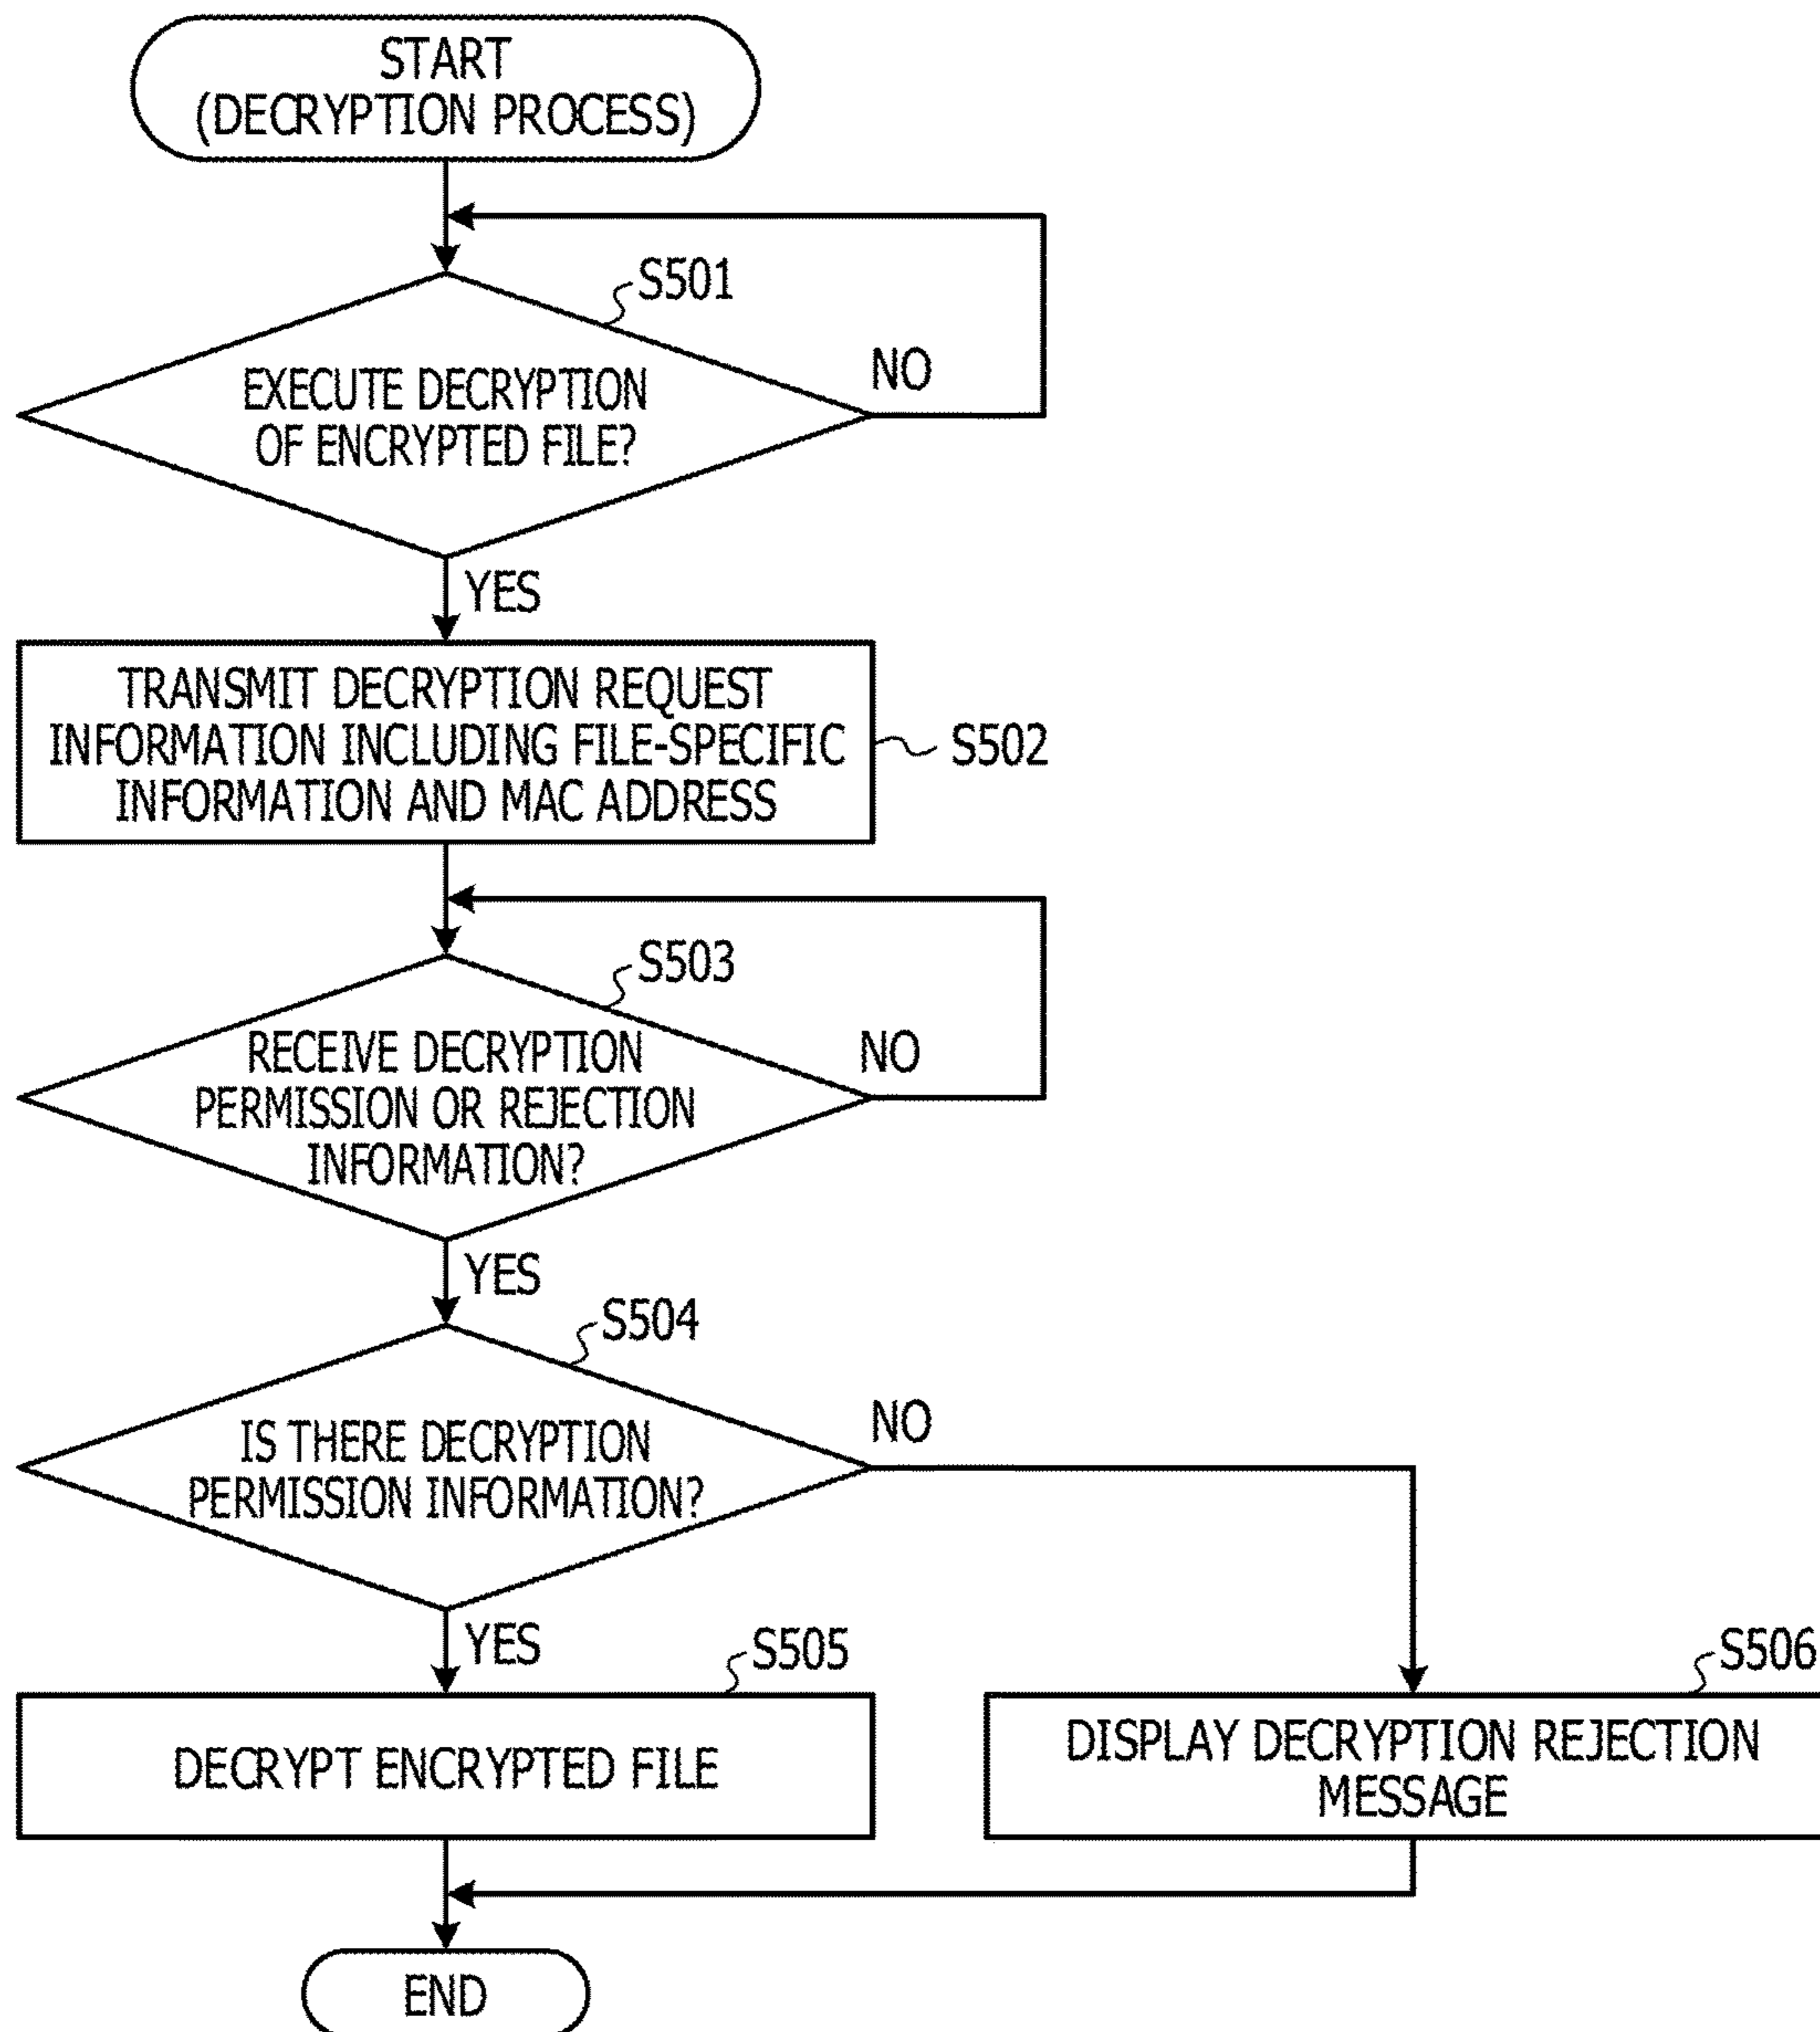 START
(DECRYPTION PROCESS)
S501
EXECUTE DECRYPTION
OF ENCRYPTED FILE?
NO
YES
TRANSMIT DECRYPTION REQUEST
INFORMATION INCLUDING FILE-SPECIFIC
INFORMATION AND MAC ADDRESS
S502
S503
RECEIVE DECRYPTION
PERMISSION OR REJECTION
INFORMATION?
NO
YES
S504
IS THERE DECRYPTION
PERMISSION INFORMATION?
NO
YES
S505
DECRYPT ENCRYPTED FILE
S506
DISPLAY DECRYPTION REJECTION
MESSAGE
END